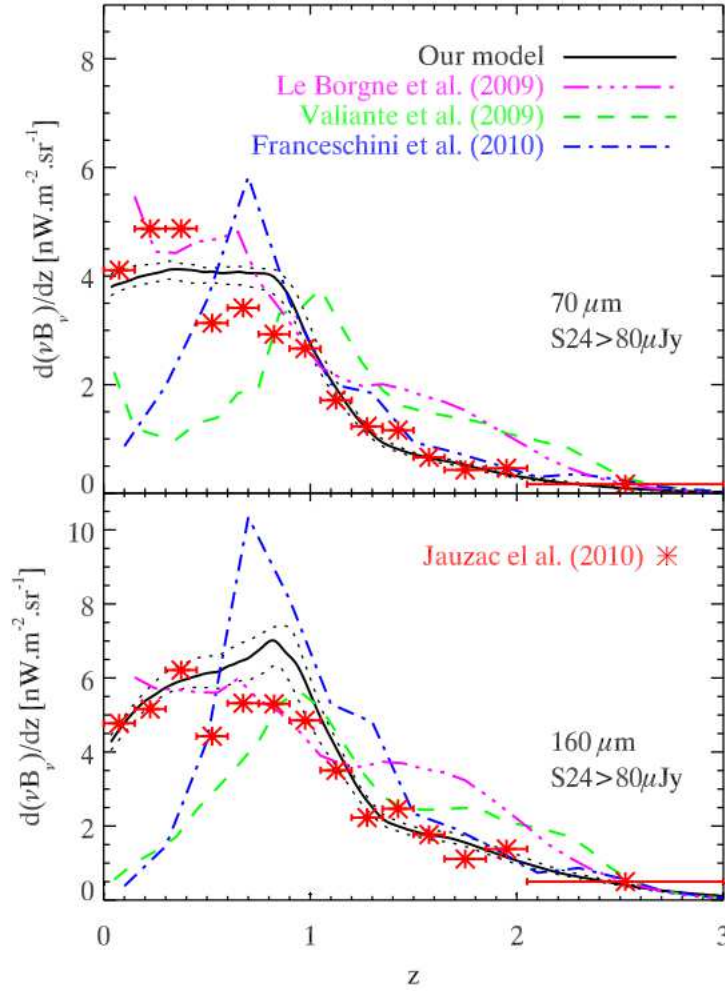 8
6
4
2
0
d(νB_ν)/dz [nW.m^-2.sr^-1]
Our model
Le Borgne et al. (2009)
Valiante et al. (2009)
Franceschini et al. (2010)
70 μm
S24>80μJy
10
8
6
4
2
0
d(νB_ν)/dz [nW.m^-2.sr^-1]
Jauzac el al. (2010)
160 μm
S24>80μJy
0 1 2 3
z